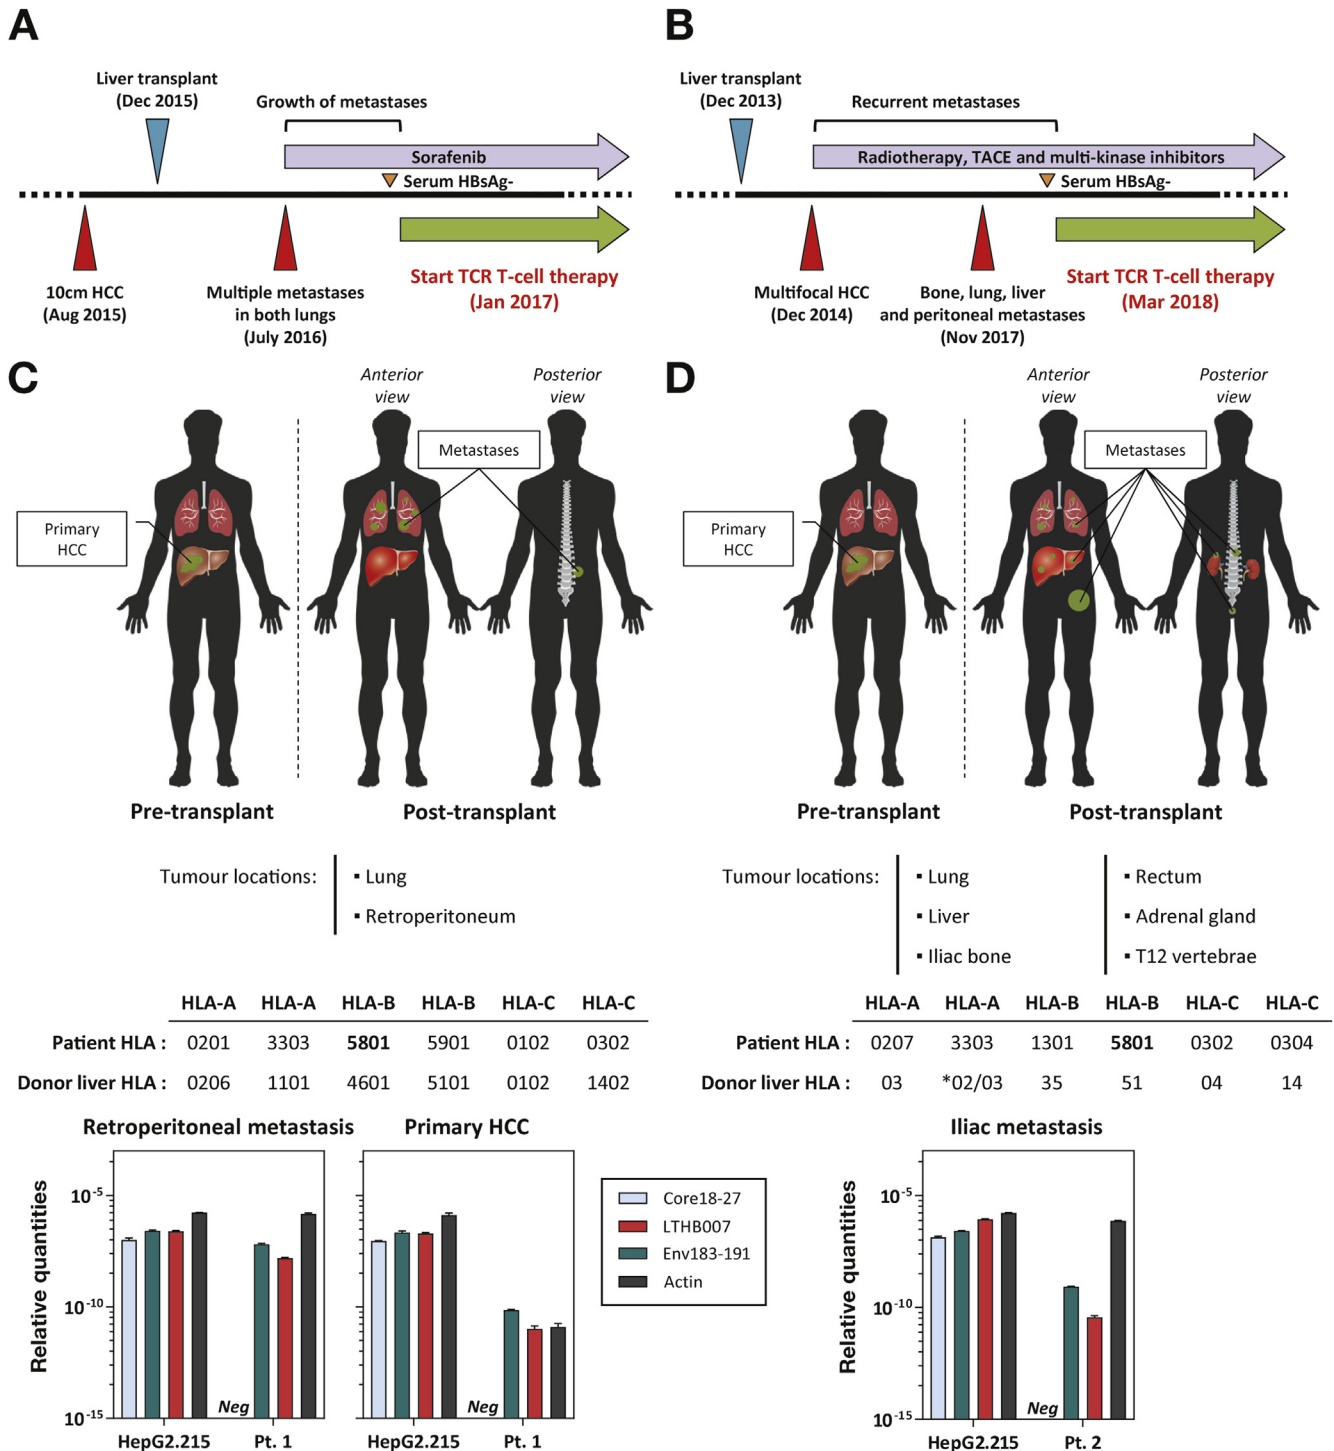 A
Liver transplant
(Dec 2015)
Growth of metastases
Sorafenib
Serum HBsAg-
10cm HCC
(Aug 2015)
Multiple metastases
in both lungs
(July 2016)
Start TCR T-cell therapy
(Jan 2017)
B
Liver transplant
(Dec 2013)
Recurrent metastases
Radiotherapy, TACE and multi-kinase inhibitors
Serum HBsAg-
Multifocal HCC
(Dec 2014)
Bone, lung, liver
and peritoneal metastases
(Nov 2017)
Start TCR T-cell therapy
(Mar 2018)
C
Anterior
view
Posterior
view
Metastases
Primary
HCC
Pre-transplant
Post-transplant
Tumour locations:
▪ Lung
▪ Retroperitoneum
HLA-A HLA-A HLA-B HLA-B HLA-C HLA-C
Patient HLA : 0201 3303 5801 5901 0102 0302
Donor liver HLA : 0206 1101 4601 5101 0102 1402
Retroperitoneal metastasis
Relative quantities
10-5
10-10
10-15
Neg
HepG2.215 Pt. 1
Primary HCC
Neg
HepG2.215 Pt. 1
Core18-27
LTHB007
Env183-191
Actin
D
Anterior
view
Posterior
view
Metastases
Primary
HCC
Pre-transplant
Post-transplant
Tumour locations:
▪ Lung
▪ Liver
▪ Iliac bone
▪ Rectum
▪ Adrenal gland
▪ T12 vertebrae
HLA-A HLA-A HLA-B HLA-B HLA-C HLA-C
Patient HLA : 0207 3303 1301 5801 0302 0304
Donor liver HLA : 03 *02/03 35 51 04 14
Iliac metastasis
Relative quantities
10-5
10-10
10-15
Neg
HepG2.215 Pt. 2